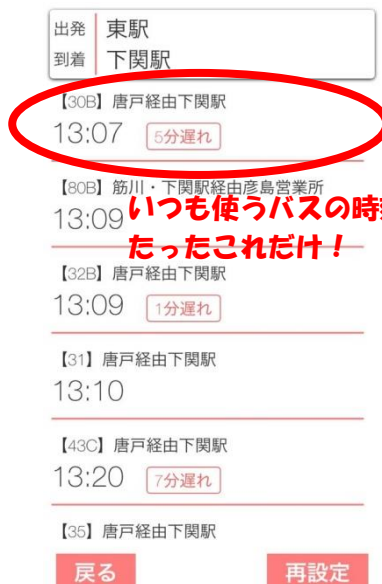 出発 東駅
到着 下関駅
【30B】唐戸経由下関駅
13:07 5分遅れ
【80B】筋川・下関駅経由彦島営業所
13:09
いつも使うバスの時
たったこれだけ!
【32B】唐戸経由下関駅
13:09 1分遅れ
【31】唐戸経由下関駅
13:10
【43C】唐戸経由下関駅
13:20 7分遅れ
【35】唐戸経由下関駅
戻る 再設定